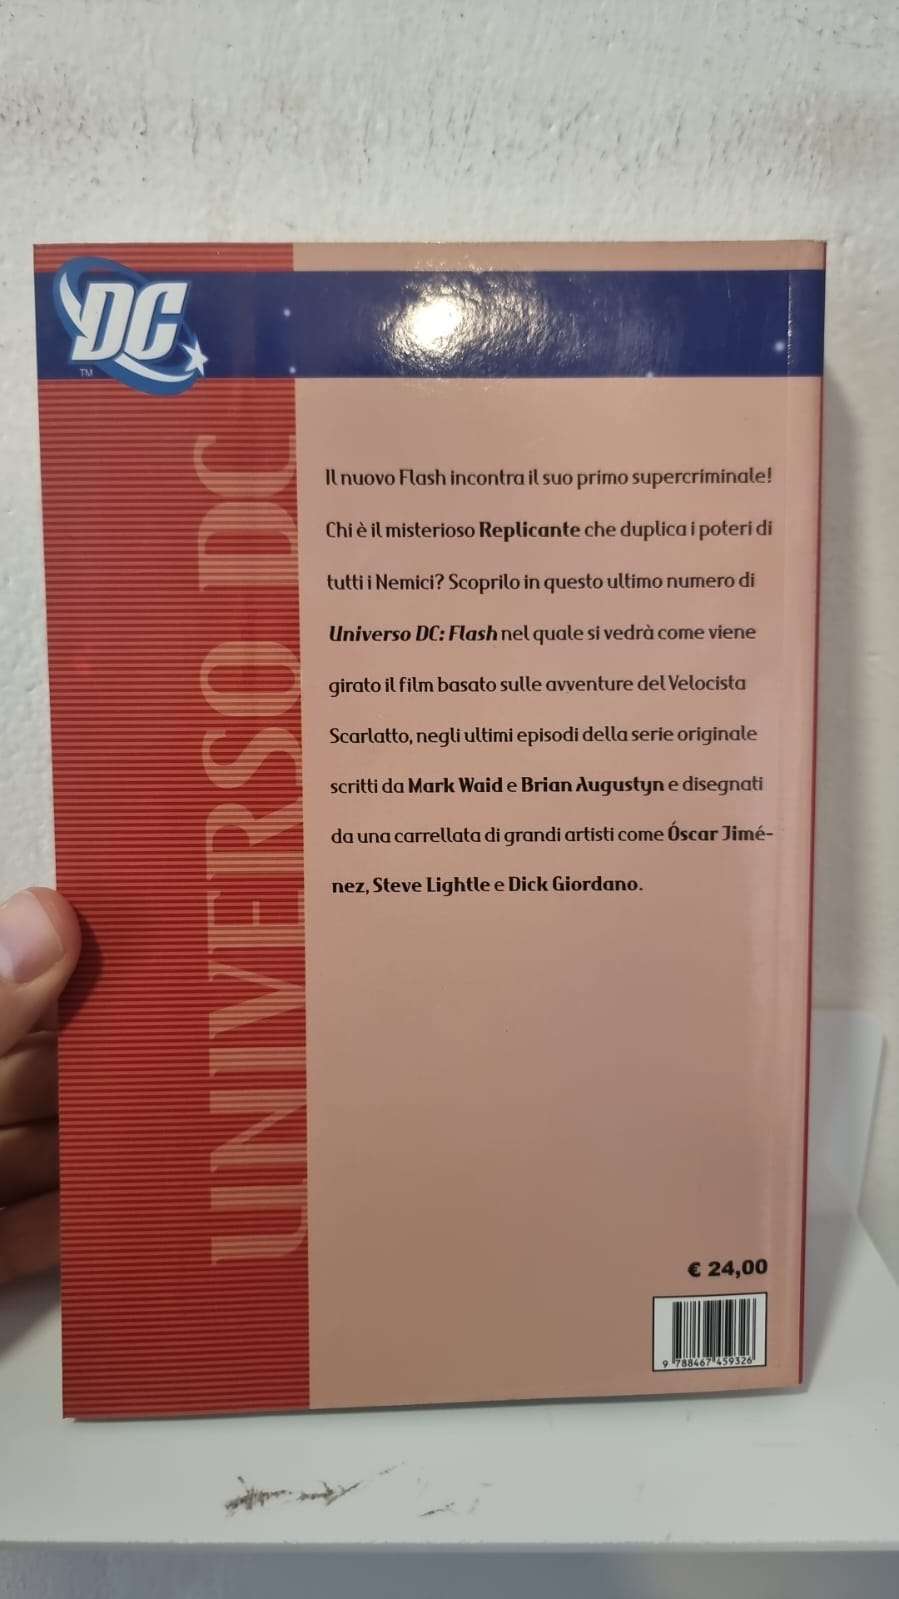 DC
TM
UNIVERSO DC
Il nuovo Flash incontra il suo primo supercriminale!
Chi è il misterioso Replicante che duplica i poteri di
tutti i Nemici? Scoprilo in questo ultimo numero di
Universo DC: Flash nel quale si vedrà come viene
girato il film basato sulle avventure del Velocista
Scarlatto, negli ultimi episodi della serie originale
scritti da Mark Waid e Brian Augustyn e disegnati
da una carrellata di grandi artisti come Óscar Jimé-
nez, Steve Lightle e Dick Giordano.
€ 24,00
9 788467 459326